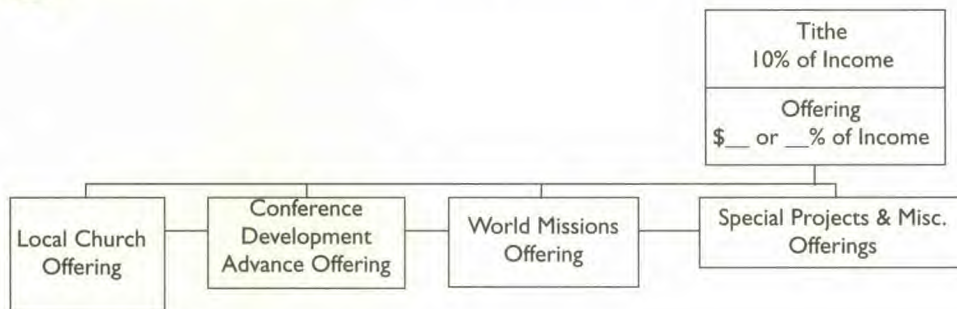 Tithe
10% of Income
Offering
$__ or __% of Income
Local Church
Offering
Conference
Development
Advance Offering
World Missions
Offering
Special Projects & Misc.
Offerings